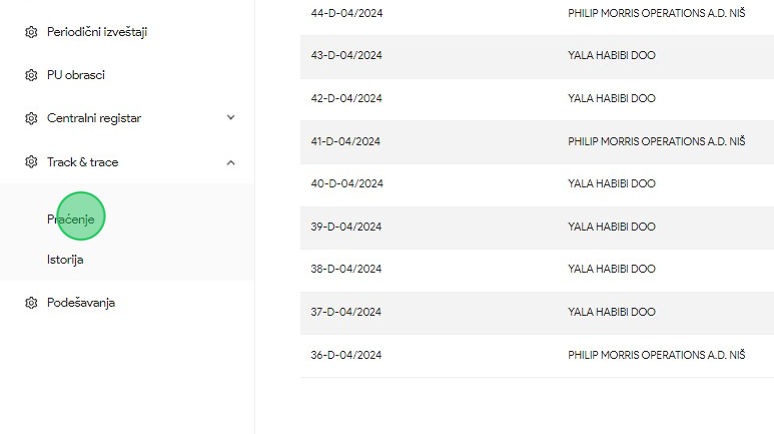 Periodični izveštaji
PU obrasci
Centralni registar
Track & trace
Praćenje
Istorija
Podešavanja
44-D-04/2024 PHILIP MORRIS OPERATIONS A.D. NIŠ
43-D-04/2024 YALA HABIBI DOO
42-D-04/2024 YALA HABIBI DOO
41-D-04/2024 PHILIP MORRIS OPERATIONS A.D. NIŠ
40-D-04/2024 YALA HABIBI DOO
39-D-04/2024 YALA HABIBI DOO
38-D-04/2024 YALA HABIBI DOO
37-D-04/2024 YALA HABIBI DOO
36-D-04/2024 PHILIP MORRIS OPERATIONS A.D. NIŠ